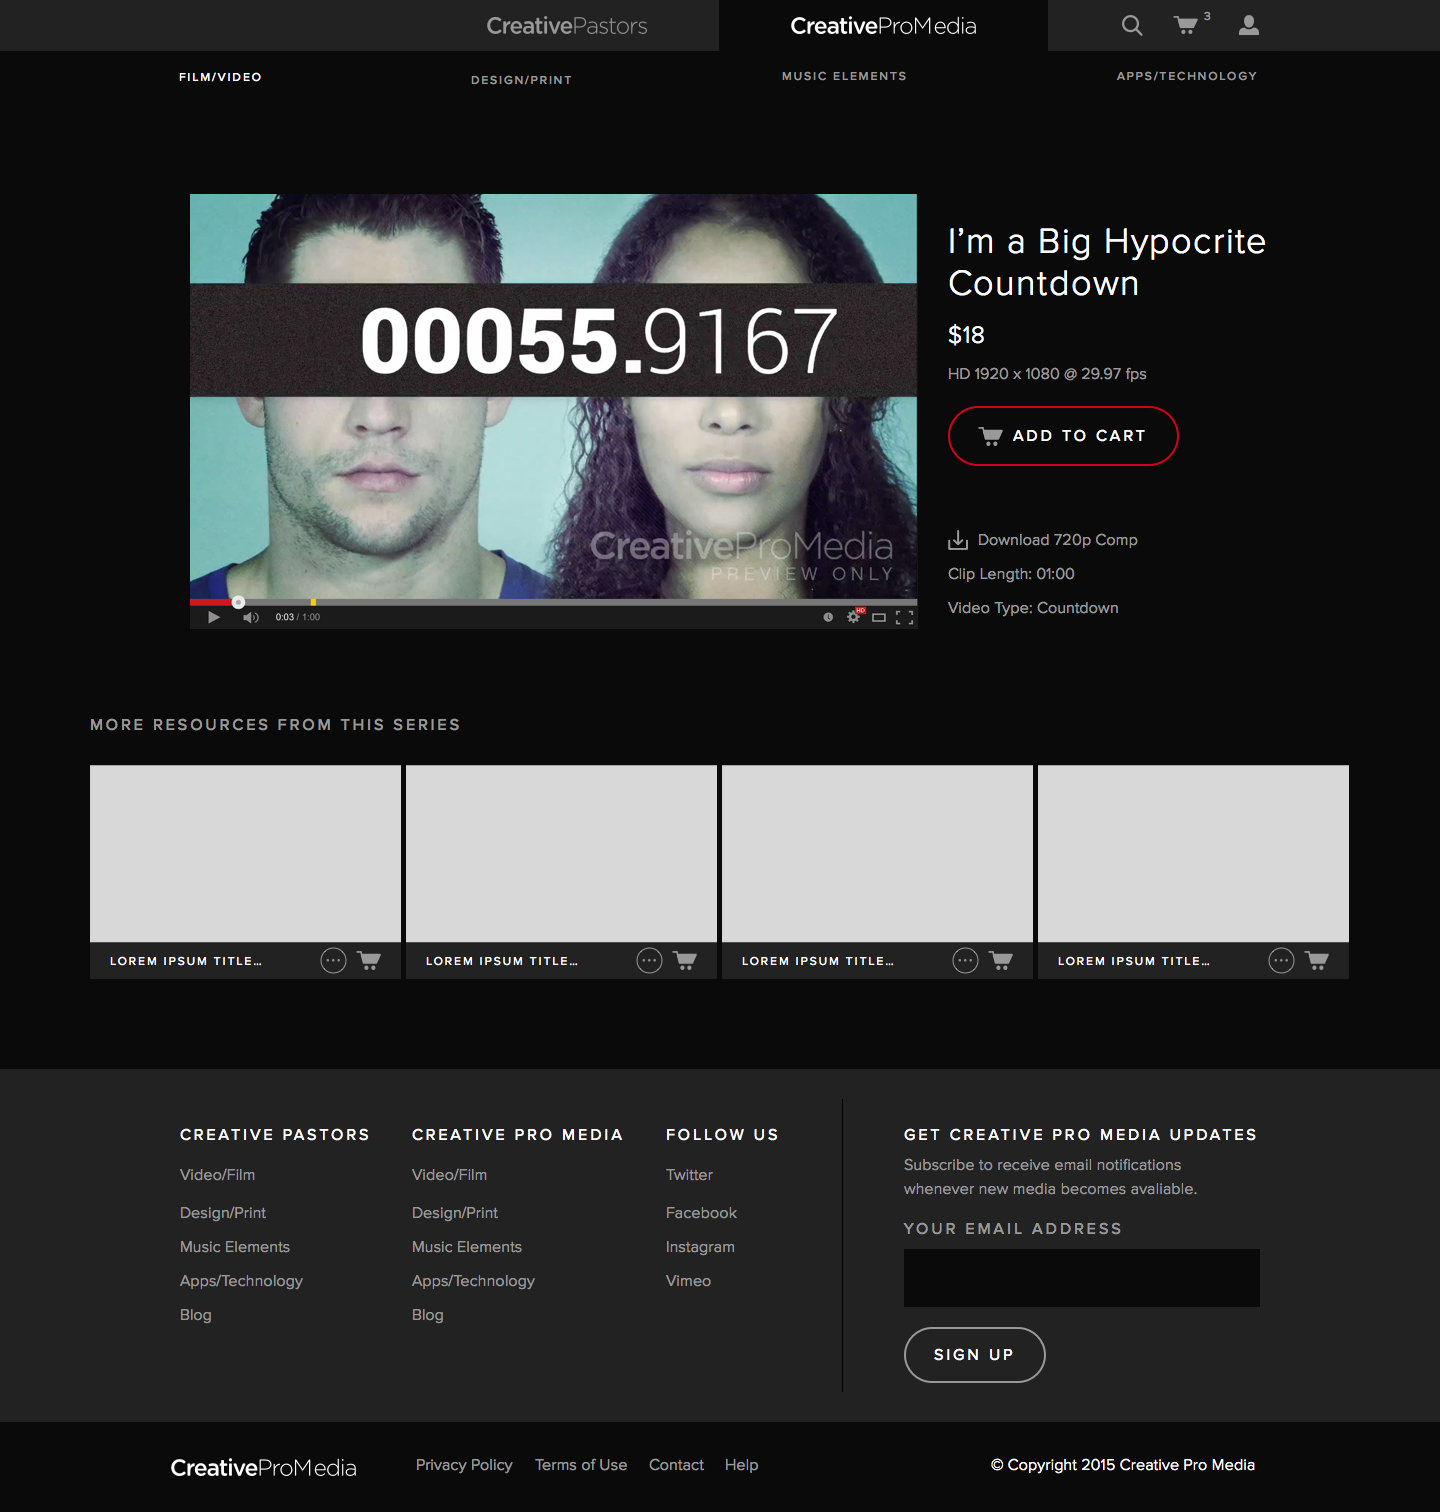 CreativePastors
CreativeProMedia
3
FILM/VIDEO
DESIGN/PRINT
MUSIC ELEMENTS
APPS/TECHNOLOGY
00055.9167
CreativeProMedia
PREVIEW ONLY
0:03 / 1:00
HD
I'm a Big Hypocrite
Countdown
$18
HD 1920 x 1080 @ 29.97 fps
ADD TO CART
Download 720p Comp
Clip Length: 01:00
Video Type: Countdown
MORE RESOURCES FROM THIS SERIES
LOREM IPSUM TITLE...
LOREM IPSUM TITLE...
LOREM IPSUM TITLE...
LOREM IPSUM TITLE...
CREATIVE PASTORS
Video/Film
Design/Print
Music Elements
Apps/Technology
Blog
CREATIVE PRO MEDIA
Video/Film
Design/Print
Music Elements
Apps/Technology
Blog
FOLLOW US
Twitter
Facebook
Instagram
Vimeo
GET CREATIVE PRO MEDIA UPDATES
Subscribe to receive email notifications
whenever new media becomes avaliable.
YOUR EMAIL ADDRESS
SIGN UP
CreativeProMedia
Privacy Policy
Terms of Use
Contact
Help
© Copyright 2015 Creative Pro Media